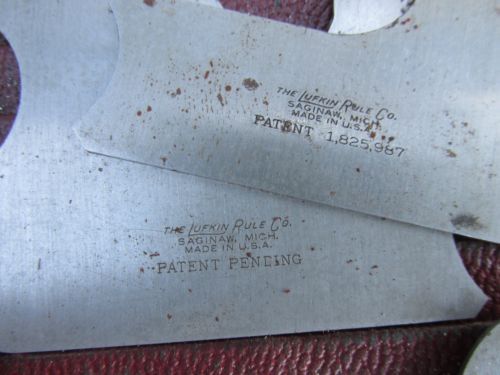 THE LUFKIN RULE CO.
SAGINAW, MICH.
MADE IN U.S.A.
PATENT 1,825,987
THE LUFKIN RULE CO.
SAGINAW, MICH.
MADE IN U.S.A.
PATENT PENDING